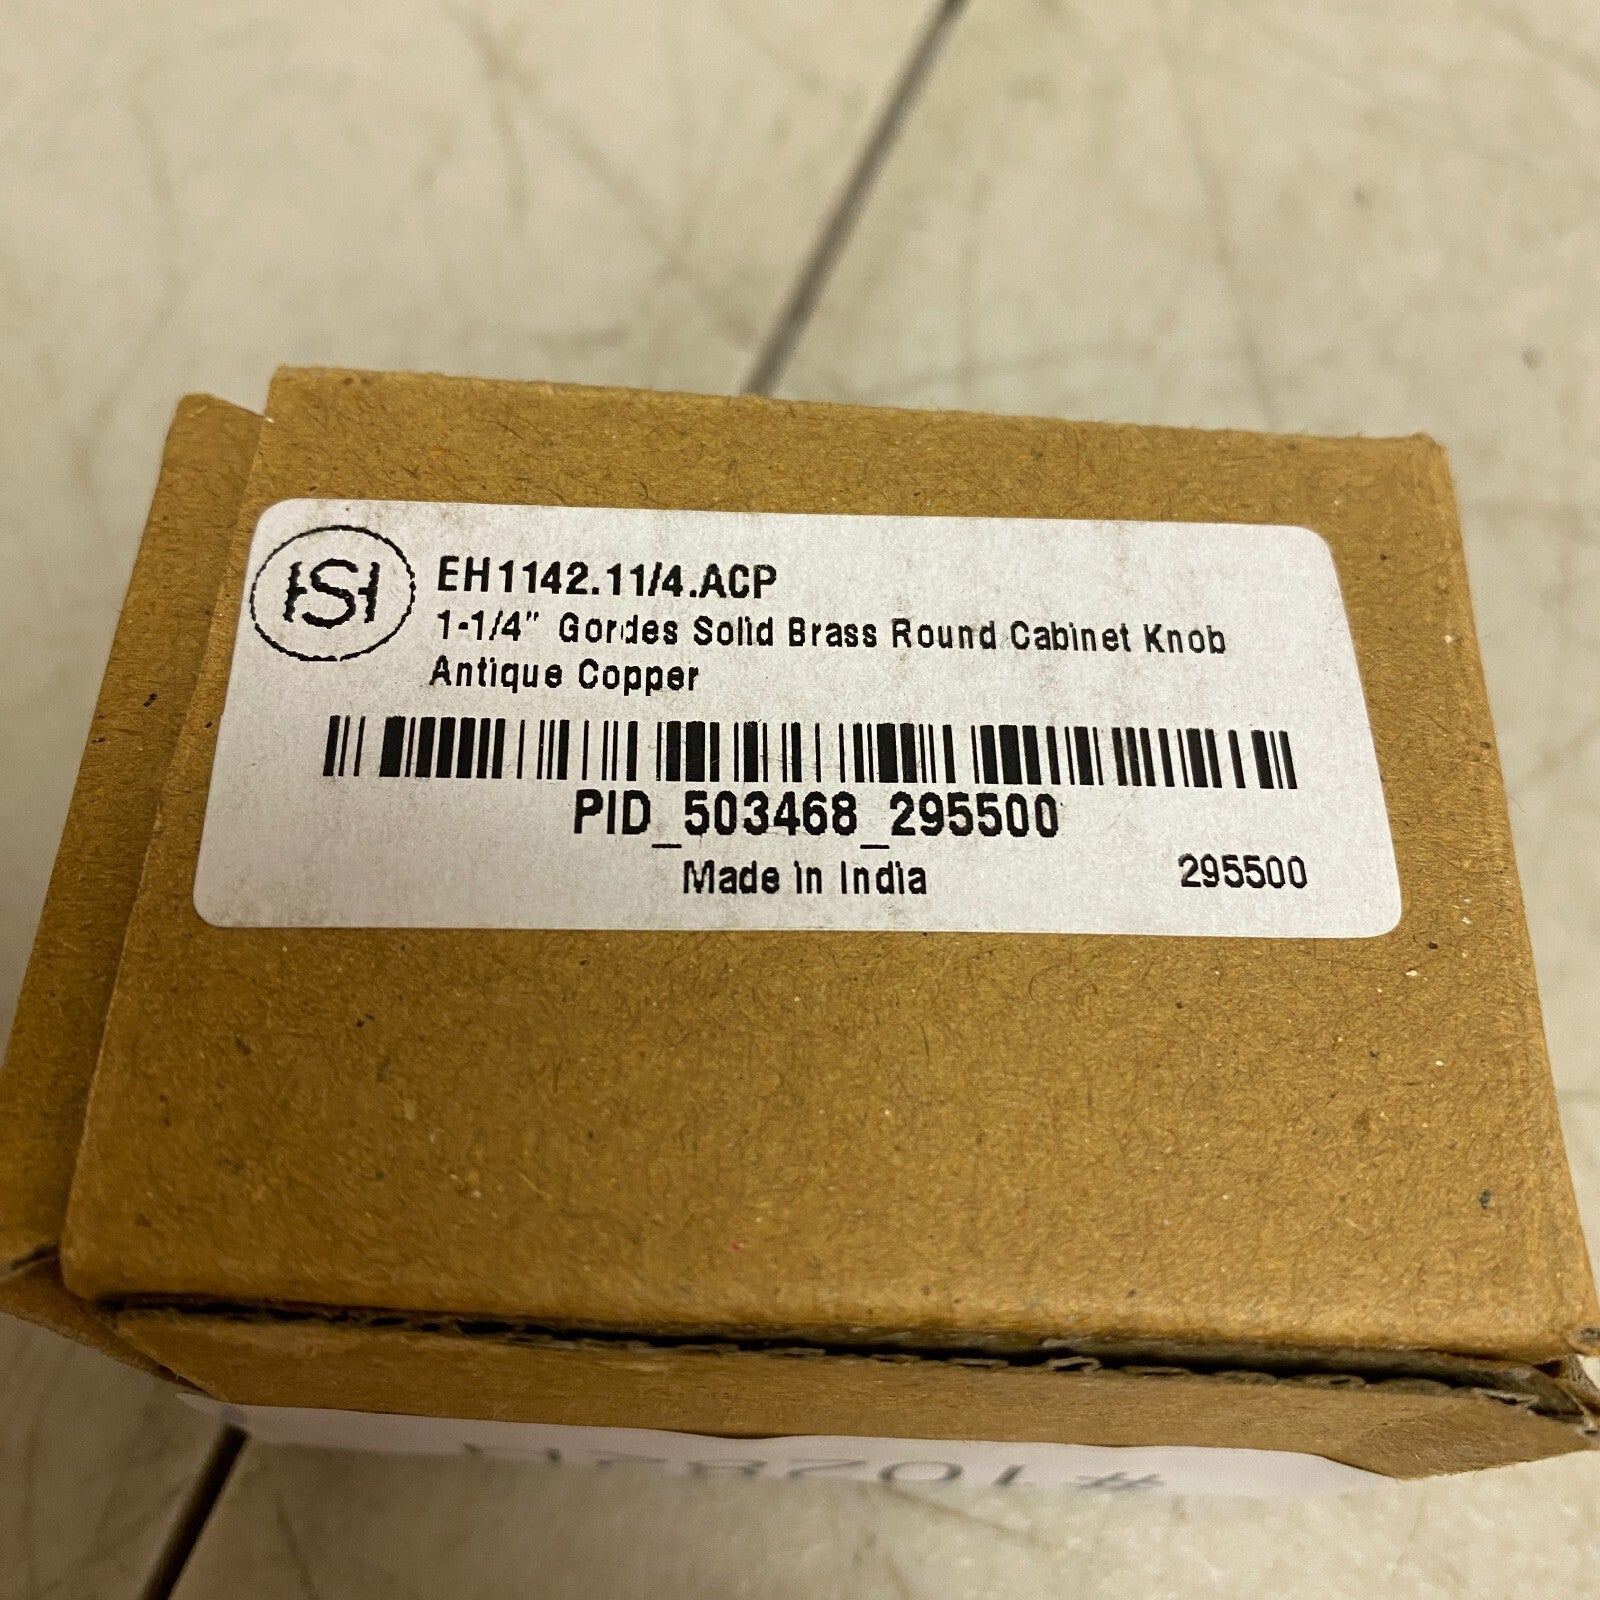 HSH
EH1142.11/4.ACP
1-1/4" Gordes Solid Brass Round Cabinet Knob
Antique Copper
PID_503468_295500
Made in India
295500